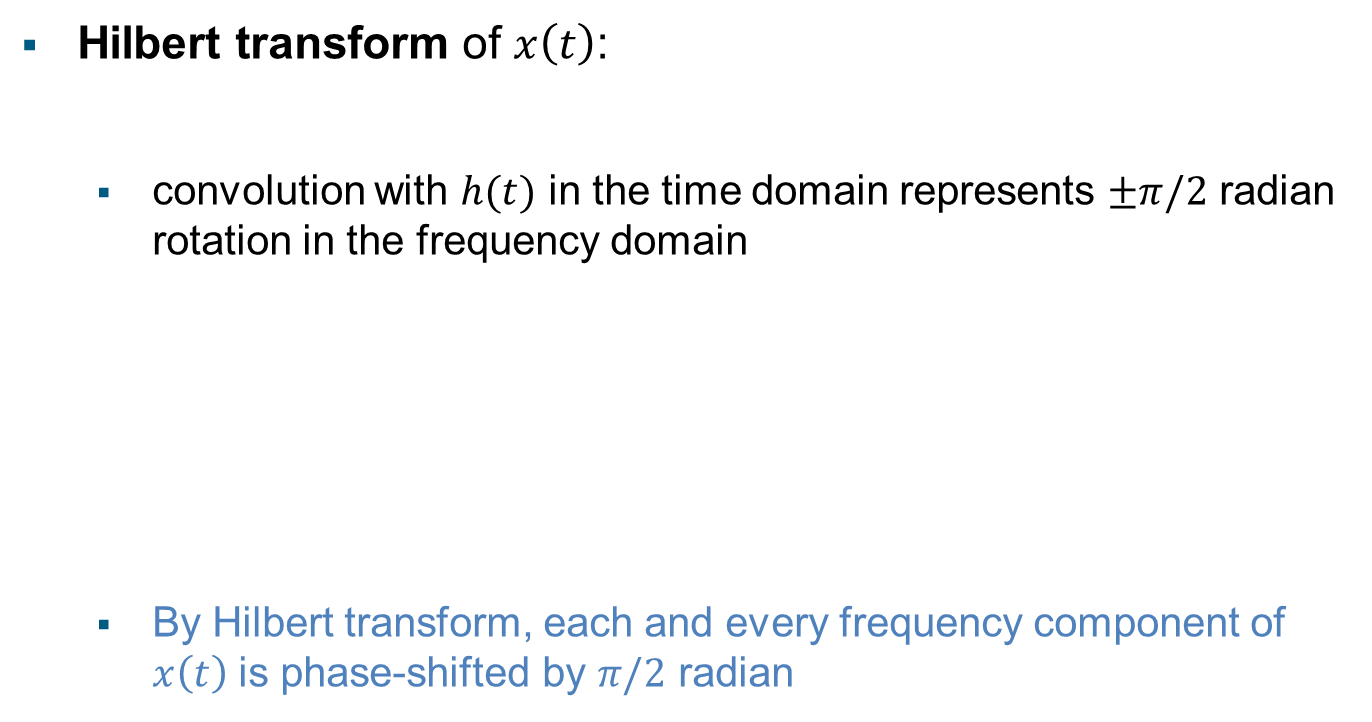 ▪ Hilbert transform of x(t):
▪ convolution with h(t) in the time domain represents ±π/2 radian
rotation in the frequency domain
▪ By Hilbert transform, each and every frequency component of
x(t) is phase-shifted by π/2 radian